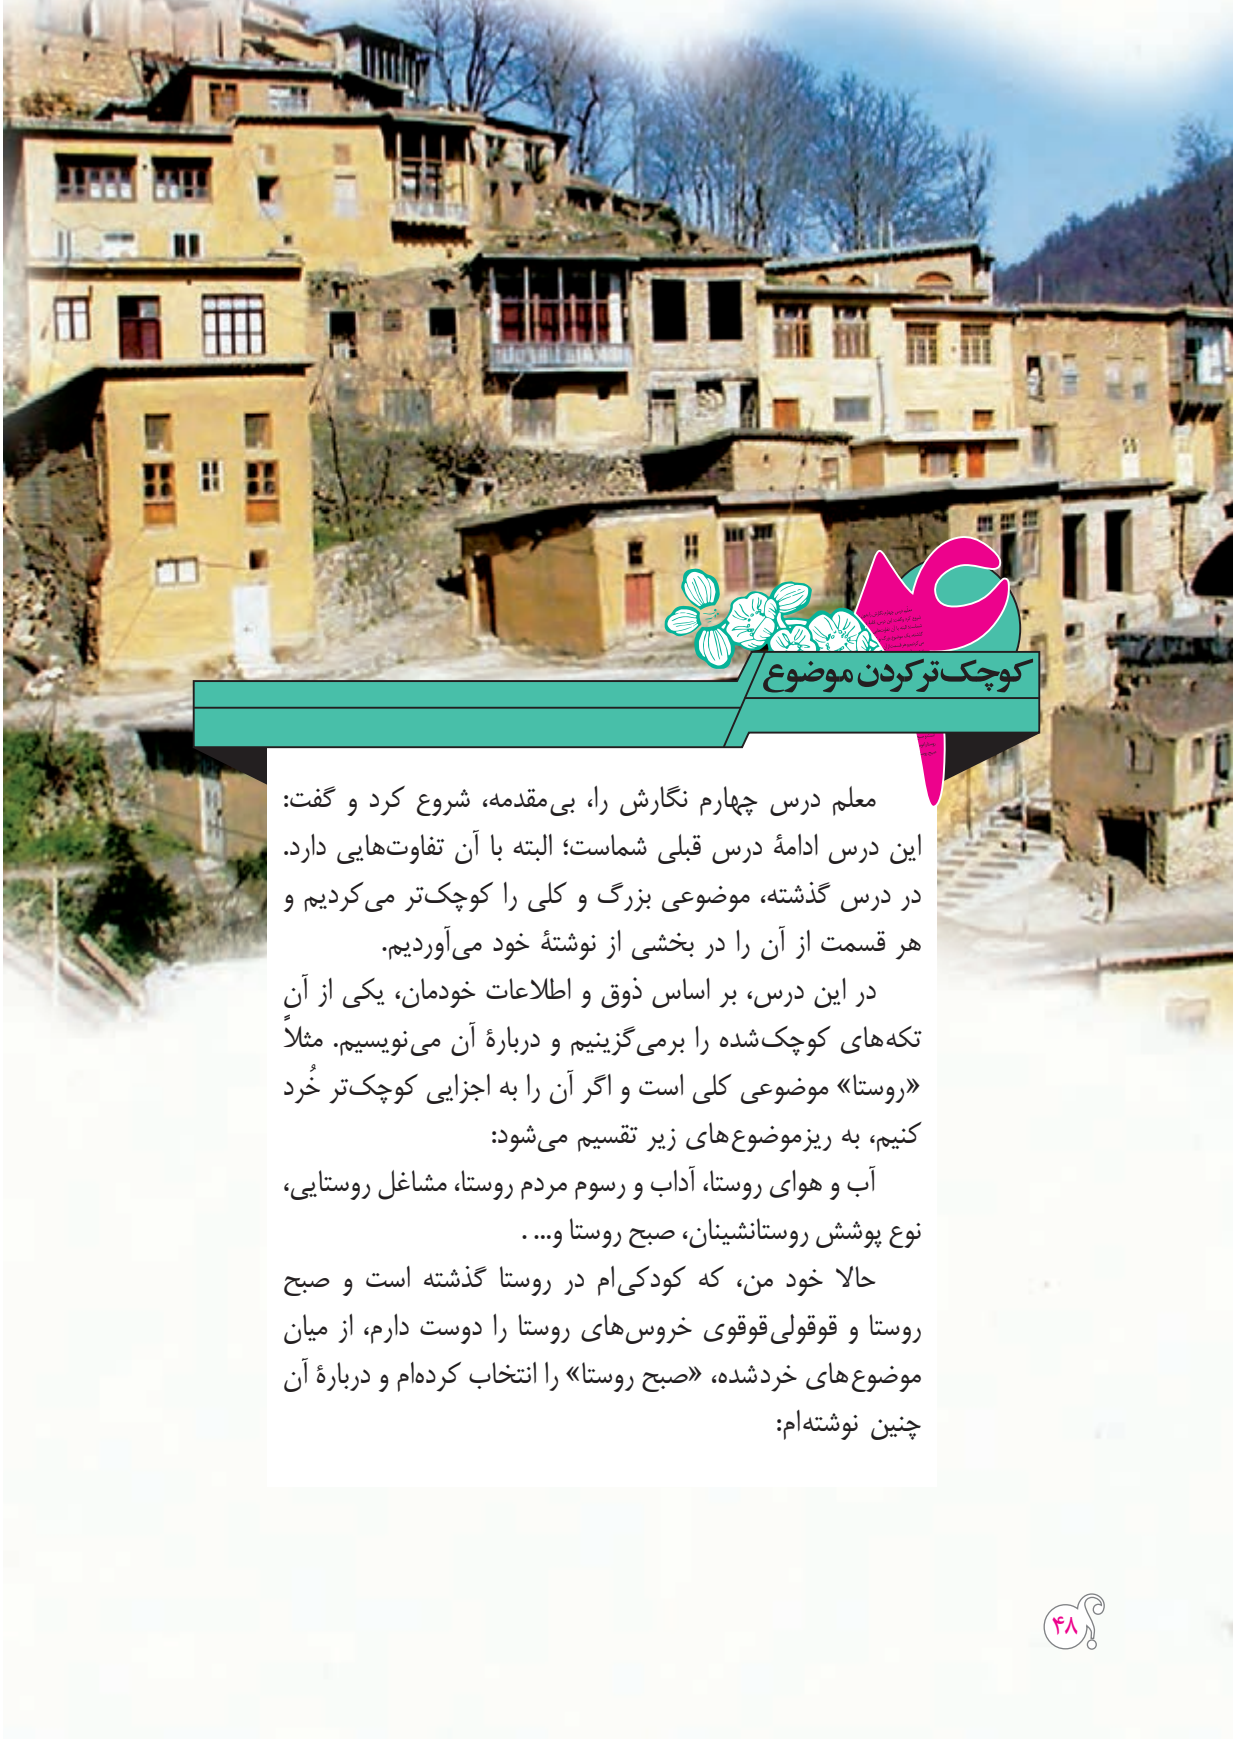 ۴
کوچک‌تر کردن موضوع
معلم درس چهارم نگارش را، بی‌مقدمه، شروع کرد و گفت:
این درس ادامهٔ درس قبلی شماست؛ البته با آن تفاوت‌هایی دارد.
در درس گذشته، موضوعی بزرگ و کلی را کوچک‌تر می‌کردیم و
هر قسمت از آن را در بخشی از نوشتهٔ خود می‌آوردیم.
در این درس، بر اساس ذوق و اطلاعات خودمان، یکی از آن
تکه‌های کوچک‌شده را برمی‌گزینیم و دربارهٔ آن می‌نویسیم. مثلاً
«روستا» موضوعی کلی است و اگر آن را به اجزایی کوچک‌تر خُرد
کنیم، به ریزموضوع‌های زیر تقسیم می‌شود:
آب و هوای روستا، آداب و رسوم مردم روستا، مشاغل روستایی،
نوع پوشش روستانشینان، صبح روستا و... .
حالا خود من، که کودکی‌ام در روستا گذشته است و صبح
روستا و قوقولی‌قوقوی خروس‌های روستا را دوست دارم، از میان
موضوع‌های خردشده، «صبح روستا» را انتخاب کرده‌ام و دربارهٔ آن
چنین نوشته‌ام:
۴۸